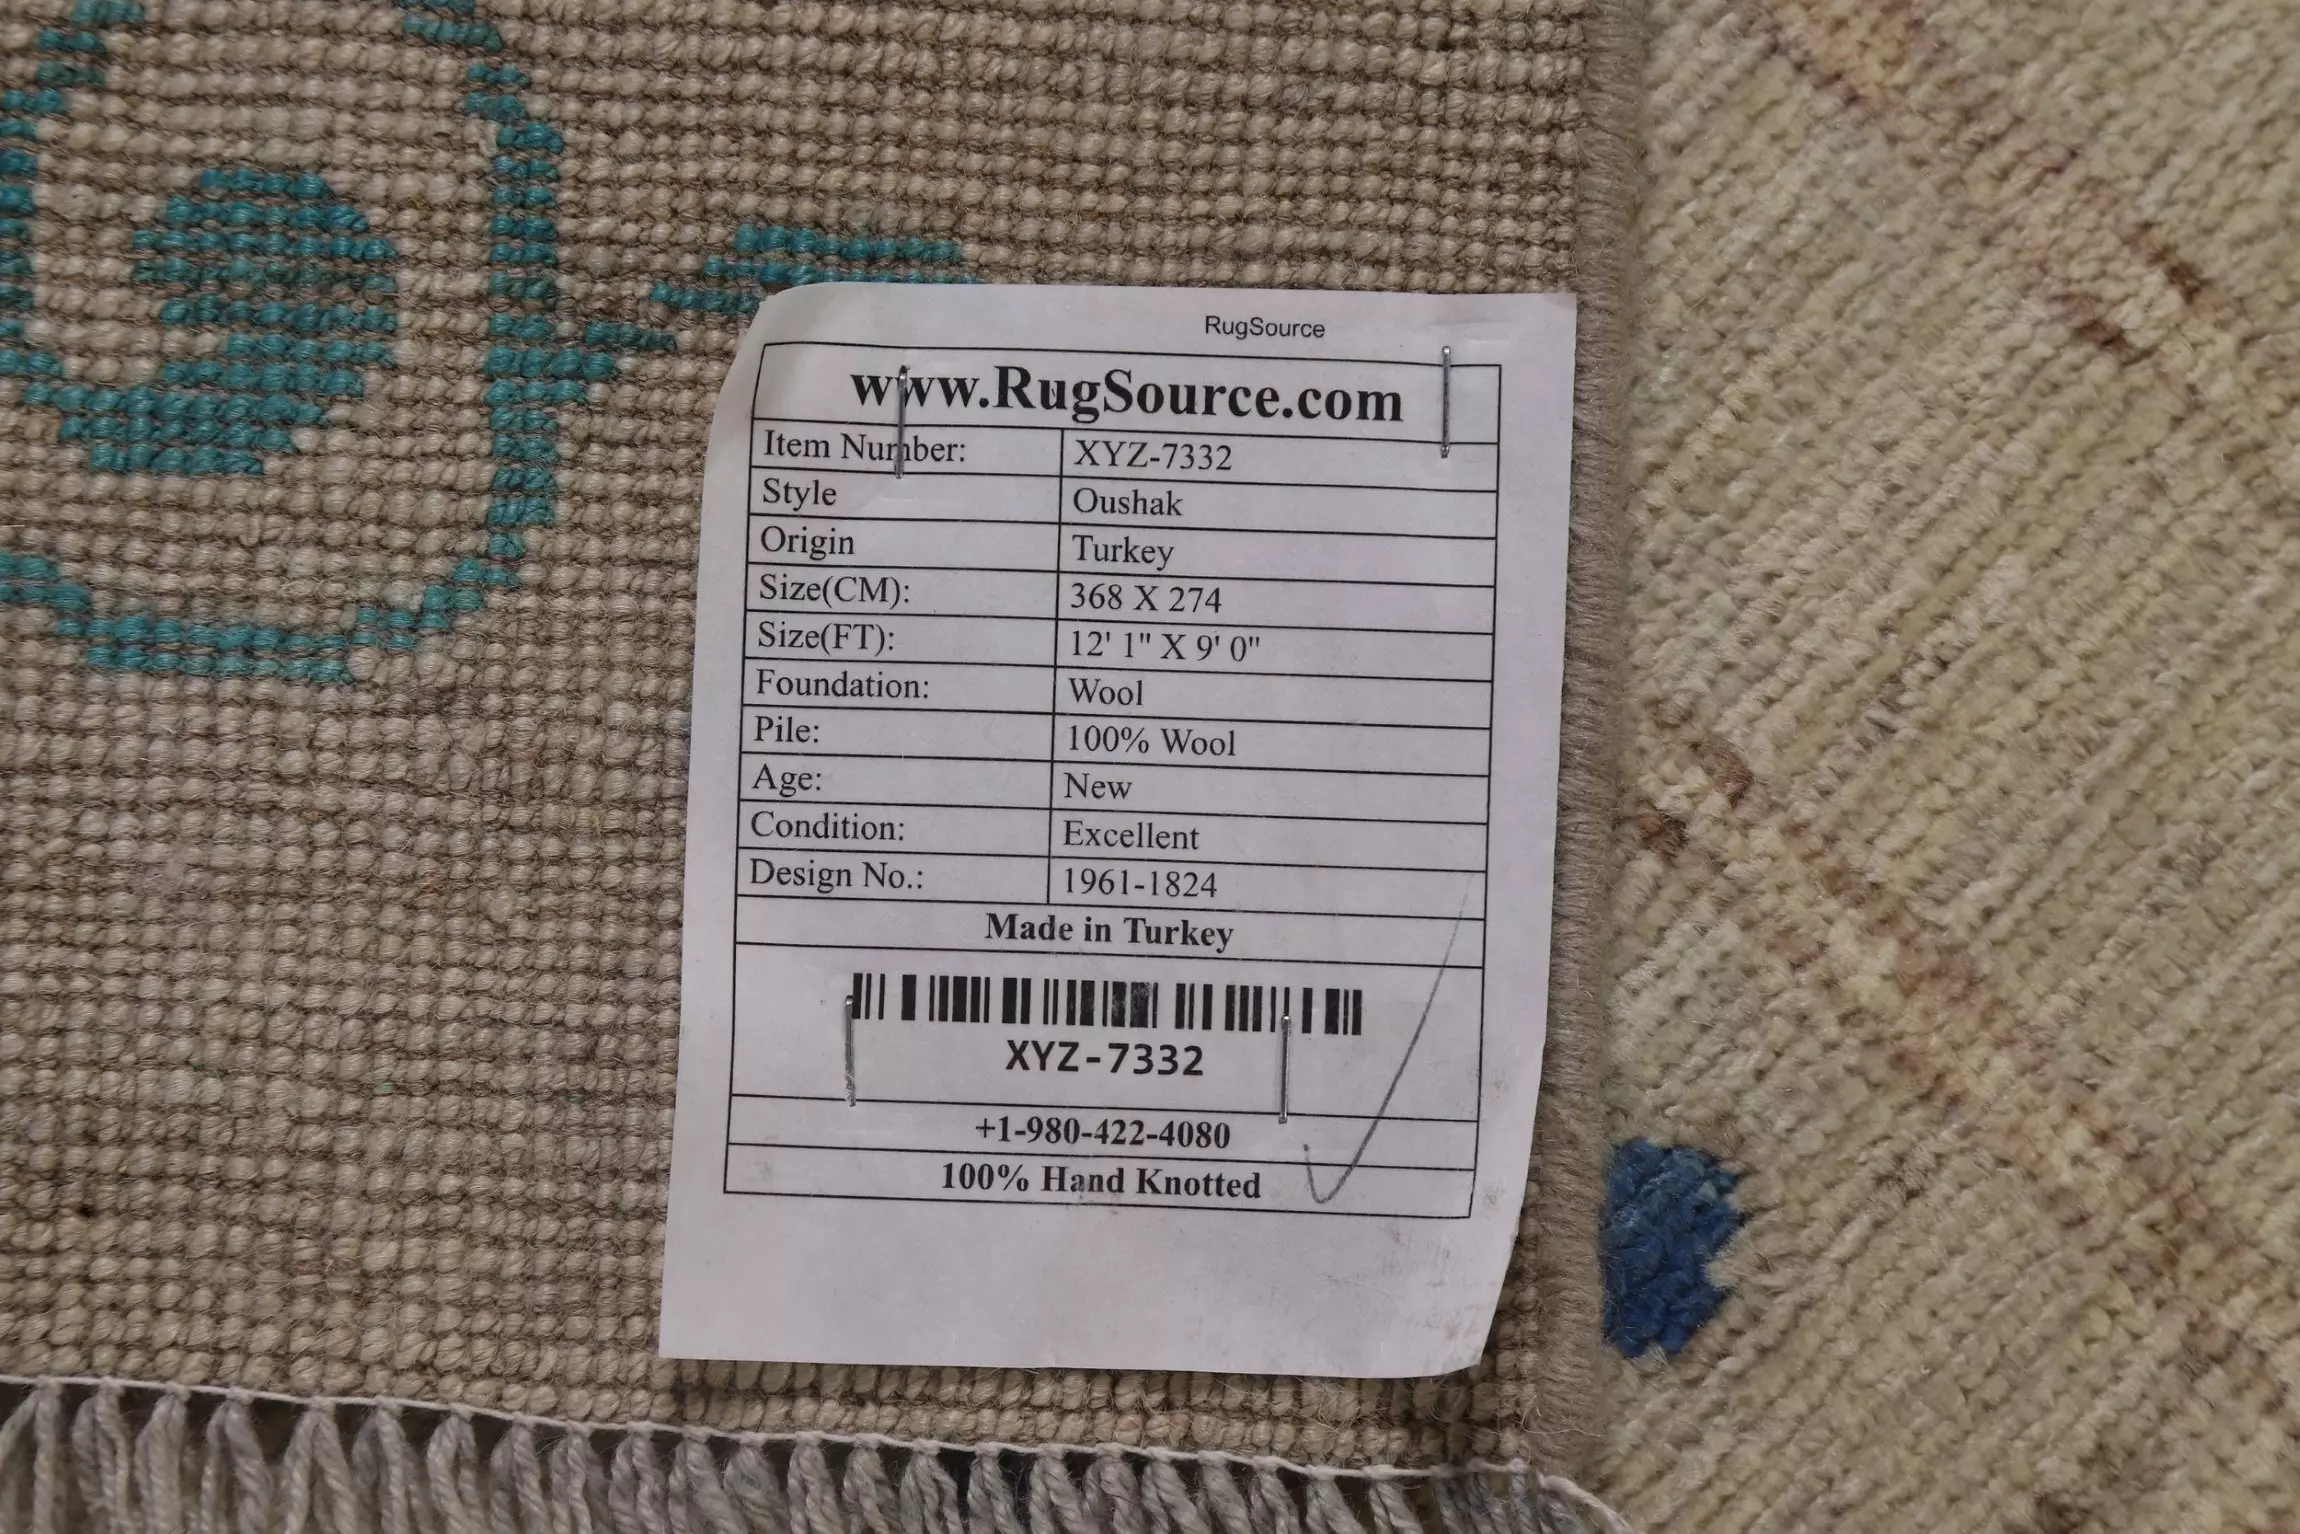 RugSource
www.RugSource.com
Item Number: XYZ-7332
Style Oushak
Origin Turkey
Size(CM): 368 X 274
Size(FT): 12' 1" X 9' 0"
Foundation: Wool
Pile: 100% Wool
Age: New
Condition: Excellent
Design No.: 1961-1824
Made in Turkey
XYZ-7332
+1-980-422-4080
100% Hand Knotted